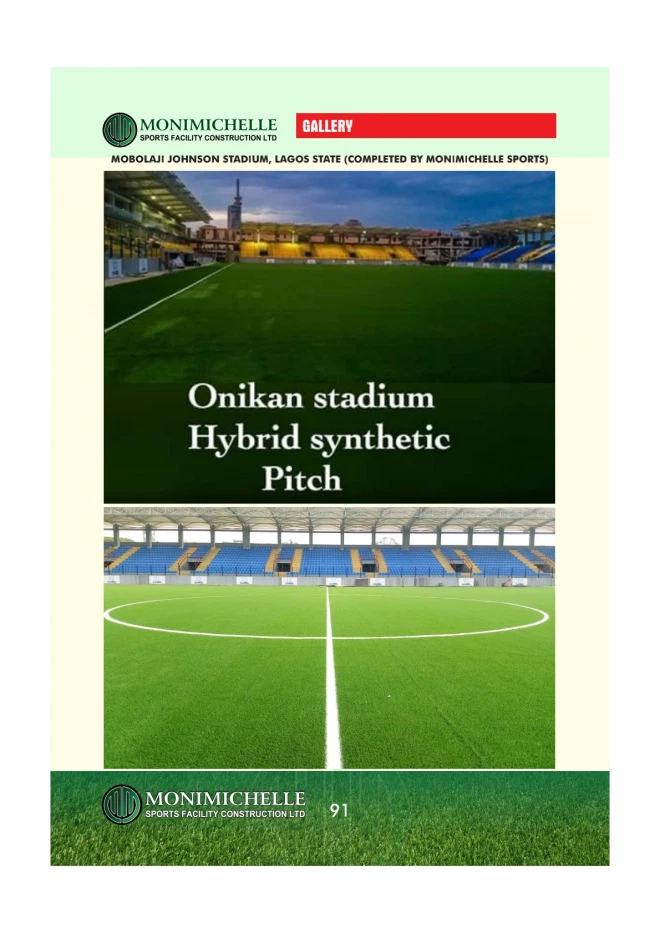 MONIMICHELLE
SPORTS FACILITY CONSTRUCTION LTD
GALLERY
MOBOLAJI JOHNSON STADIUM, LAGOS STATE (COMPLETED BY MONIMICHELLE SPORTS)
Onikan stadium
Hybrid synthetic
Pitch
MONIMICHELLE
SPORTS FACILITY CONSTRUCTION LTD
91